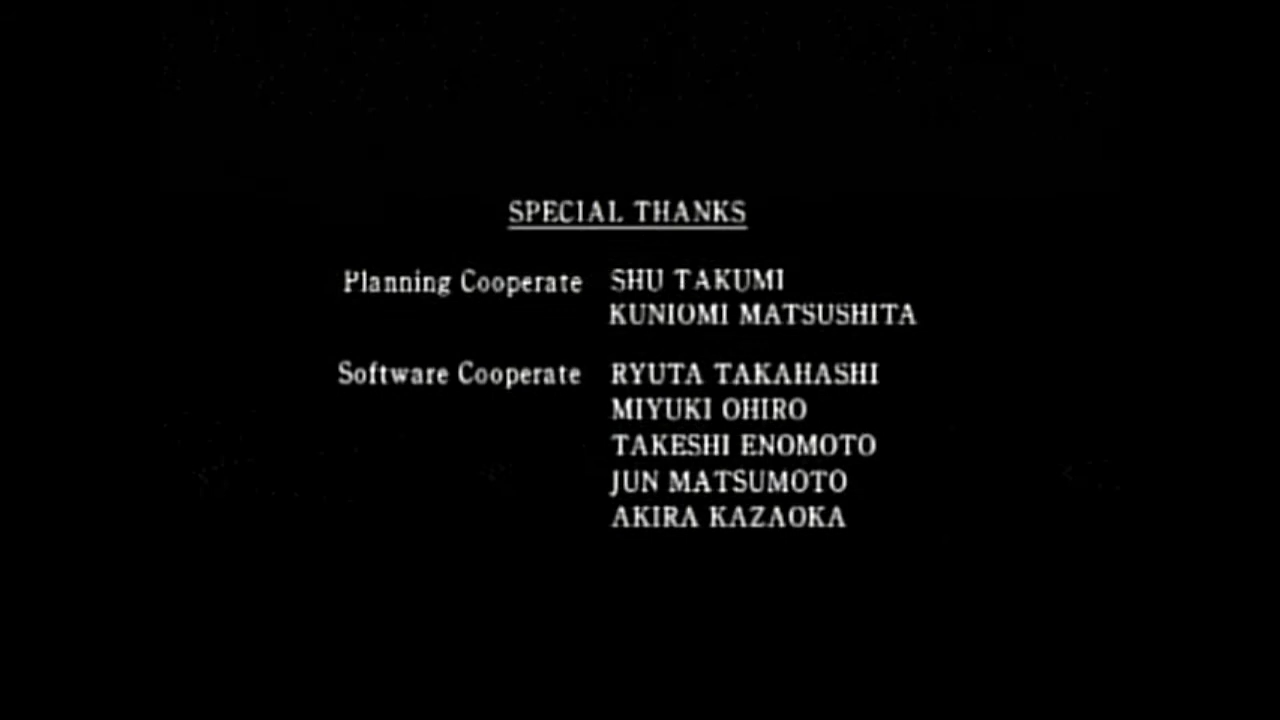 SPECIAL THANKS
Planning Cooperate SHU TAKUMI
KUNIOMI MATSUSHITA
Software Cooperate RYUTA TAKAHASHI
MIYUKI OHIRO
TAKESHI ENOMOTO
JUN MATSUMOTO
AKIRA KAZAOKA